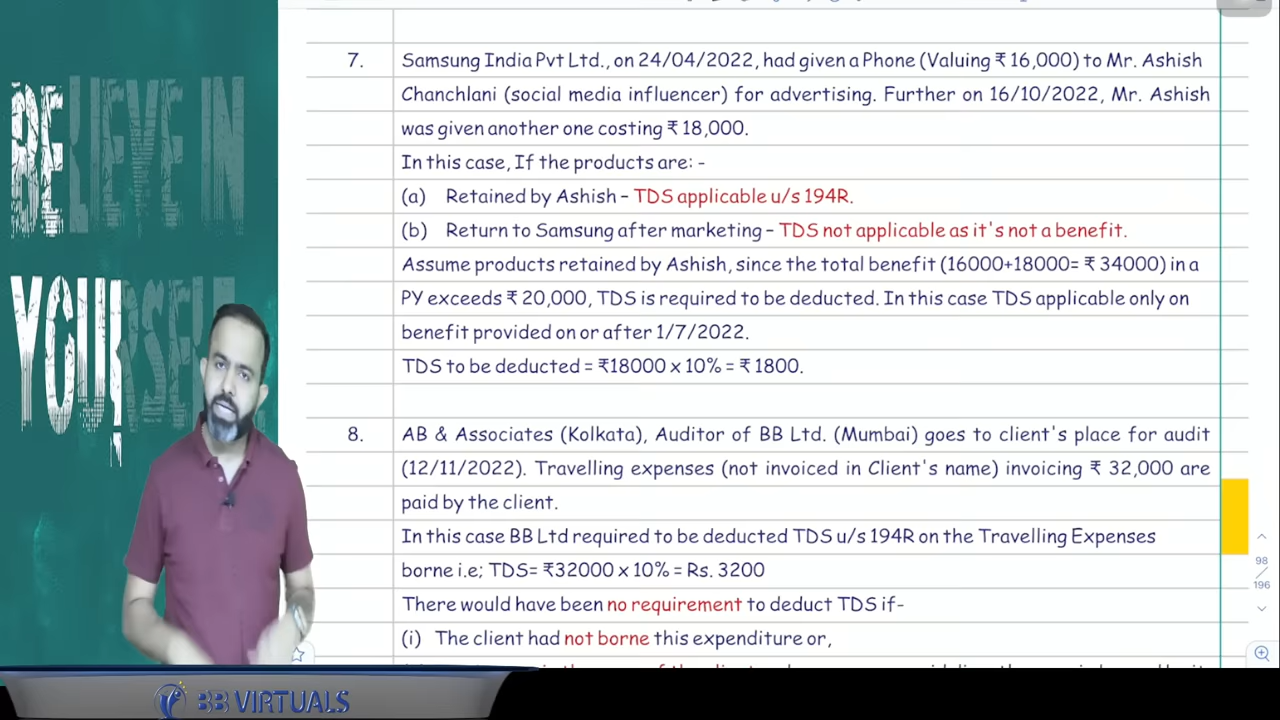 BELIEVE IN
YOURSELF
7. Samsung India Pvt Ltd., on 24/04/2022, had given a Phone (Valuing ₹ 16,000) to Mr. Ashish
Chanchlani (social media influencer) for advertising. Further on 16/10/2022, Mr. Ashish
was given another one costing ₹ 18,000.
In this case, If the products are: -
(a) Retained by Ashish – TDS applicable u/s 194R.
(b) Return to Samsung after marketing – TDS not applicable as it's not a benefit.
Assume products retained by Ashish, since the total benefit (16000+18000= ₹ 34000) in a
PY exceeds ₹ 20,000, TDS is required to be deducted. In this case TDS applicable only on
benefit provided on or after 1/7/2022.
TDS to be deducted = ₹18000 x 10% = ₹ 1800.
8. AB & Associates (Kolkata), Auditor of BB Ltd. (Mumbai) goes to client's place for audit
(12/11/2022). Travelling expenses (not invoiced in Client's name) invoicing ₹ 32,000 are
paid by the client.
In this case BB Ltd required to be deducted TDS u/s 194R on the Travelling Expenses
borne i.e; TDS= ₹32000 x 10% = Rs. 3200
There would have been no requirement to deduct TDS if-
(i) The client had not borne this expenditure or,
98
196
BB VIRTUALS